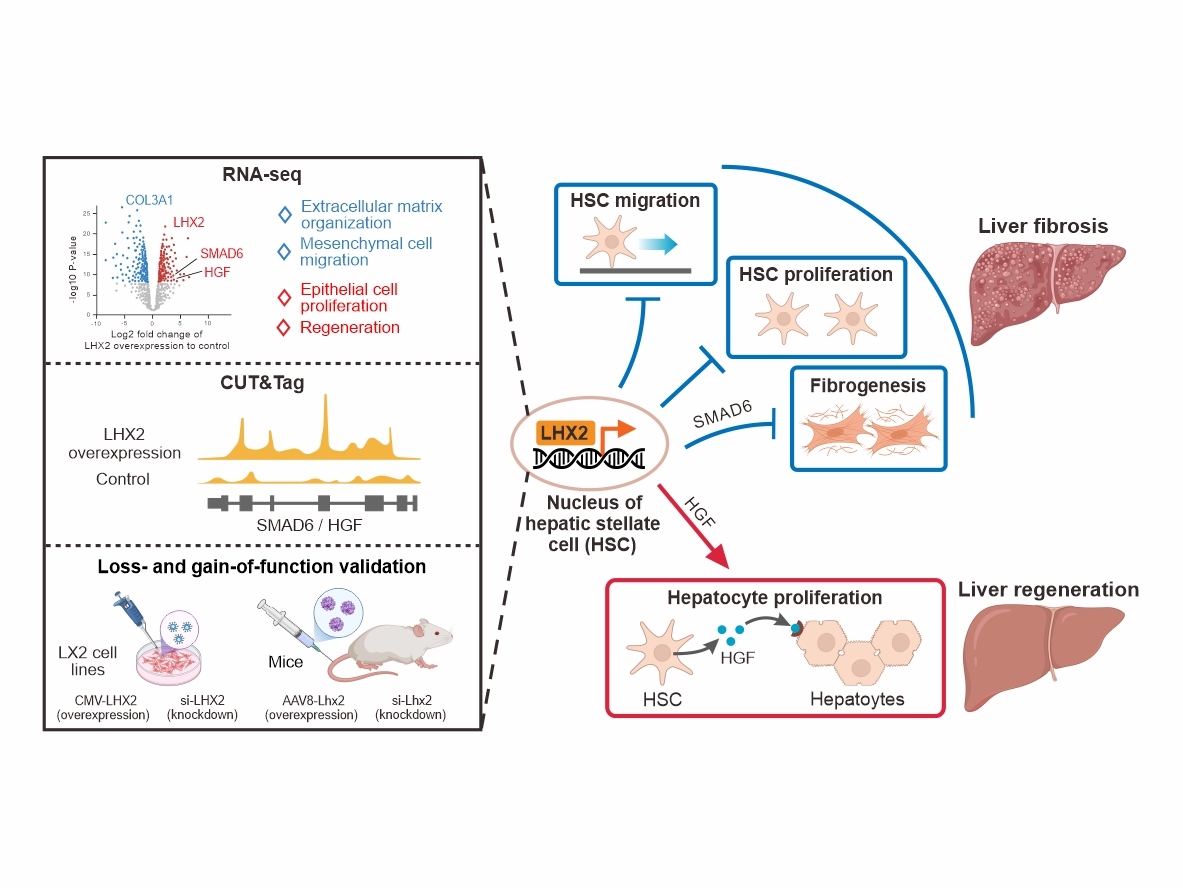 RNA-seq
COL3A1
LHX2
SMAD6
HGF
-log10 P-value
25
20
15
10
5
0
-10
-5
0
5
10
Log2 fold change of
LHX2 overexpression to control
Extracellular matrix
organization
Mesenchymal cell
migration
Epithelial cell
proliferation
Regeneration
CUT&Tag
LHX2
overexpression
Control
SMAD6 / HGF
Loss- and gain-of-function validation
LX2 cell
lines
Mice
CMV-LHX2
(overexpression)
si-LHX2
(knockdown)
AAV8-Lhx2
(overexpression)
si-Lhx2
(knockdown)
LHX2
Nucleus of
hepatic stellate
cell (HSC)
HSC migration
HSC proliferation
SMAD6
Fibrogenesis
Liver fibrosis
HGF
Hepatocyte proliferation
HSC
HGF
Hepatoytes
Liver regeneration